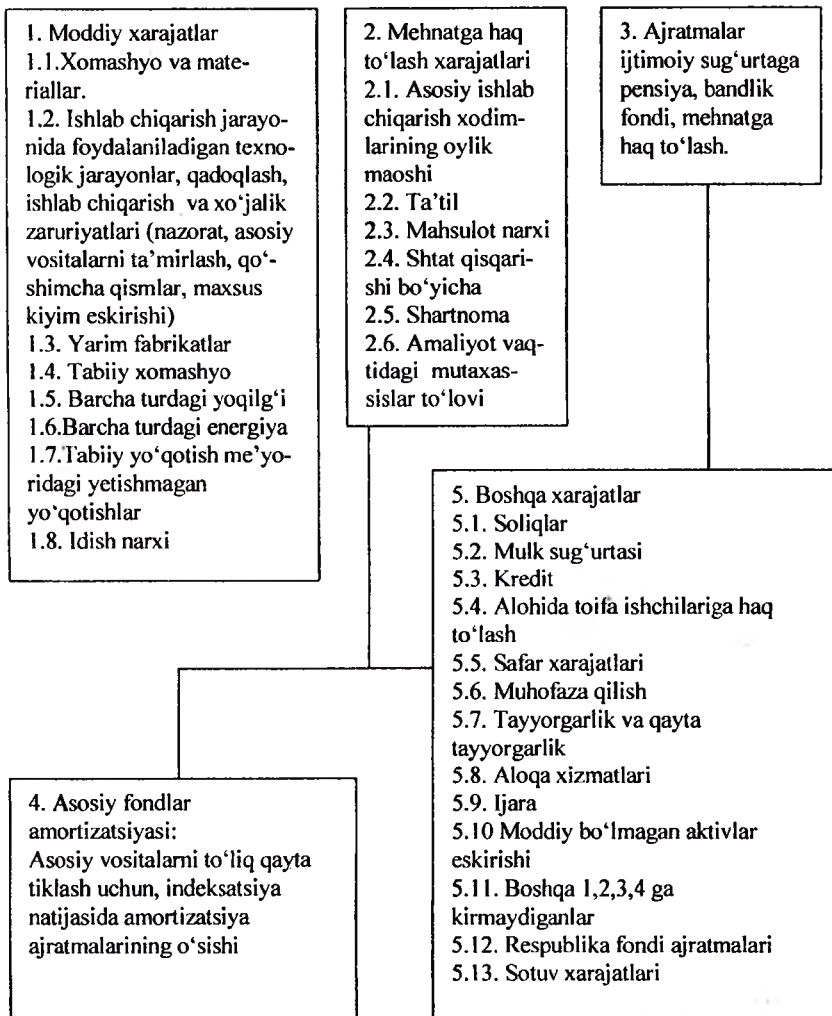 1. Moddiy xarajatlar
1.1.Xomashyo va mate-
riallar.
1.2. Ishlab chiqarish jarayo-
nida foydalaniladigan texno-
logik jarayonlar, qadoqlash,
ishlab chiqarish va xo‘jalik
zaruriyatlari (nazorat, asosiy
vositalarni ta’mirlash, qo‘-
shimcha qismlar, maxsus
kiyim eskirishi)
1.3. Yarim fabrikatlar
1.4. Tabiiy xomashyo
1.5. Barcha turdagi yoqilg‘i
1.6.Barcha turdagi energiya
1.7.Tabiiy yo‘qotish me’yo-
ridagi yetishmagan
yo‘qotishlar
1.8. Idish narxi
2. Mehnatga haq
to‘lash xarajatlari
2.1. Asosiy ishlab
chiqarish xodim-
larining oylik
maoshi
2.2. Ta’til
2.3. Mahsulot narxi
2.4. Shtat qisqari-
shi bo‘yicha
2.5. Shartnoma
2.6. Amaliyot vaq-
tidagi mutaxas-
sislar to‘lovi
3. Ajratmalar
ijtimoiy sug‘urtaga
pensiya, bandlik
fondi, mehnatga
haq to‘lash.
4. Asosiy fondlar
amortizatsiyasi:
Asosiy vositalarni to‘liq qayta
tiklash uchun, indeksatsiya
natijasida amortizatsiya
ajratmalarining o‘sishi
5. Boshqa xarajatlar
5.1. Soliqlar
5.2. Mulk sug‘urtasi
5.3. Kredit
5.4. Alohida toifa ishchilariga haq
to‘lash
5.5. Safar xarajatlari
5.6. Muhofaza qilish
5.7. Tayyorgarlik va qayta
tayyorgarlik
5.8. Aloqa xizmatlari
5.9. Ijara
5.10 Moddiy bo‘lmagan aktivlar
eskirishi
5.11. Boshqa 1,2,3,4 ga
kirmaydiganlar
5.12. Respublika fondi ajratmalari
5.13. Sotuv xarajatlari